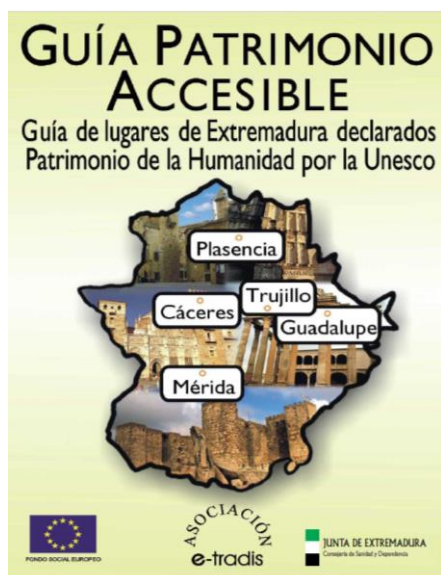 GUÍA PATRIMONIO
ACCESIBLE
Guía de lugares de Extremadura declarados
Patrimonio de la Humanidad por la Unesco
Plasencia
Trujillo
Cáceres
Guadalupe
Mérida
FONDO SOCIAL EUROPEO
ASOCIACIÓN
e-tradis
JUNTA DE EXTREMADURA
Consejería de Sanidad y Dependencia